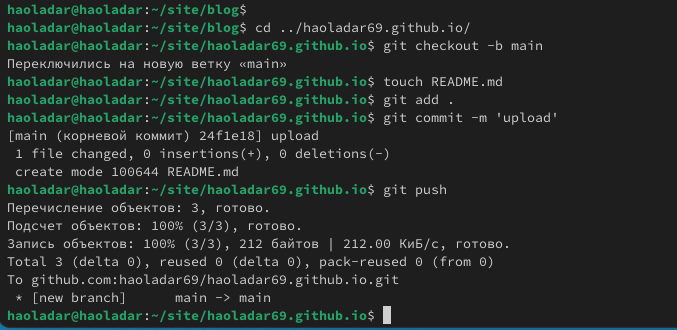 haoladar@haoladar:~/site/blog$
haoladar@haoladar:~/site/blog$ cd ../haoladar69.github.io/
haoladar@haoladar:~/site/haoladar69.github.io$ git checkout -b main
Переключились на новую ветку «main»
haoladar@haoladar:~/site/haoladar69.github.io$ touch README.md
haoladar@haoladar:~/site/haoladar69.github.io$ git add .
haoladar@haoladar:~/site/haoladar69.github.io$ git commit -m 'upload'
[main (корневой коммит) 24f1e18] upload
 1 file changed, 0 insertions(+), 0 deletions(-)
 create mode 100644 README.md
haoladar@haoladar:~/site/haoladar69.github.io$ git push
Перечисление объектов: 3, готово.
Подсчет объектов: 100% (3/3), готово.
Запись объектов: 100% (3/3), 212 байтов | 212.00 КиБ/с, готово.
Total 3 (delta 0), reused 0 (delta 0), pack-reused 0 (from 0)
To github.com:haoladar69/haoladar69.github.io.git
 * [new branch]      main -> main
haoladar@haoladar:~/site/haoladar69.github.io$